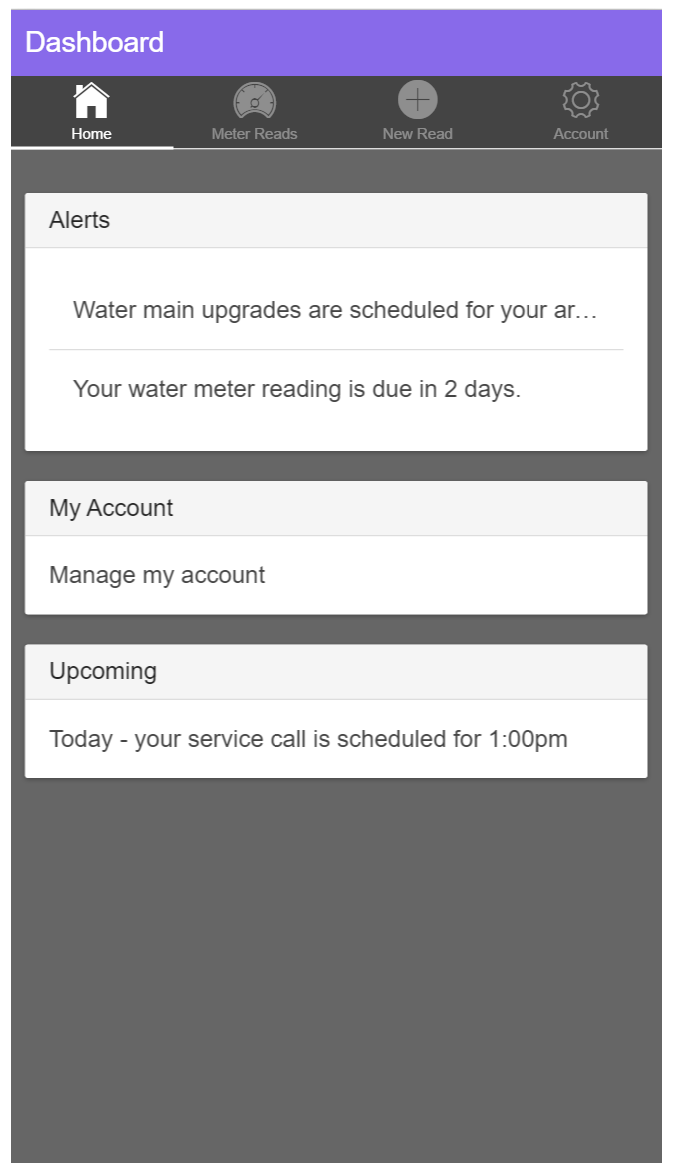 Dashboard
Home
Meter Reads
New Read
Account
Alerts
Water main upgrades are scheduled for your ar…
Your water meter reading is due in 2 days.
My Account
Manage my account
Upcoming
Today - your service call is scheduled for 1:00pm